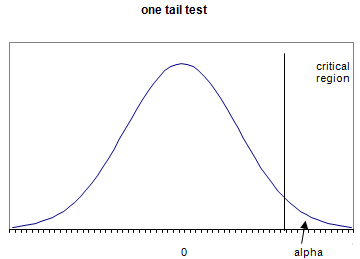 one tail test
critical
region
0
alpha